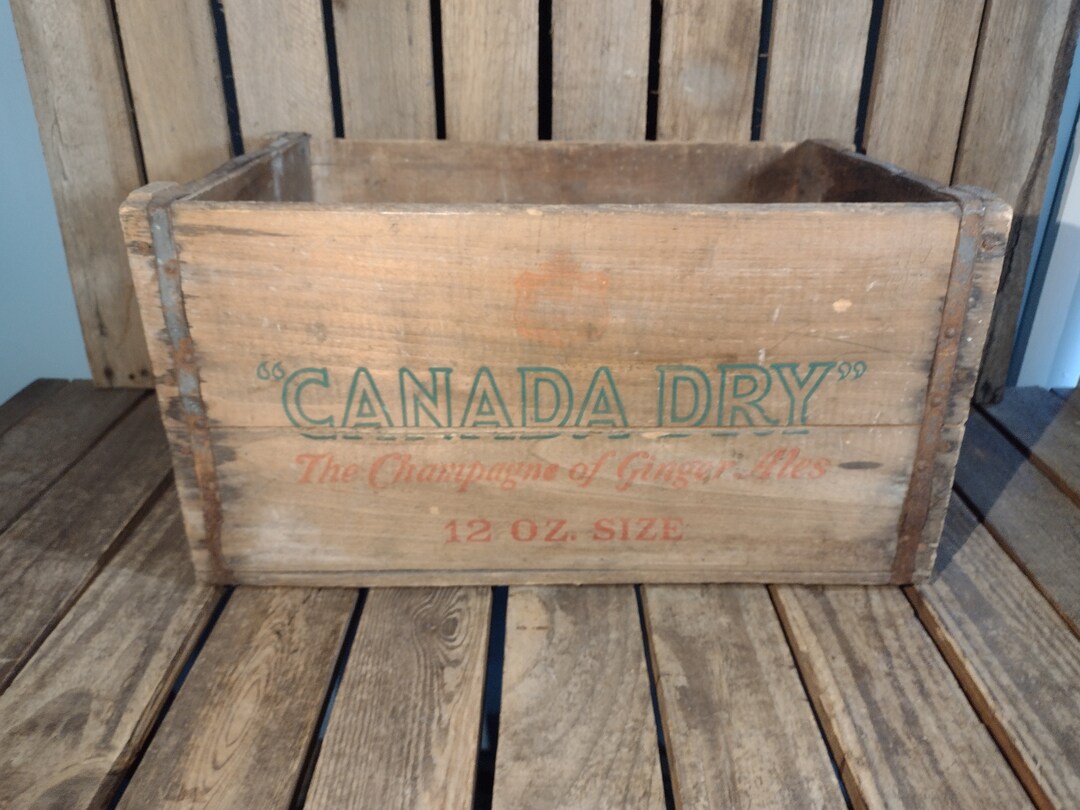 “CANADA DRY”
The Champagne of Ginger Ales
12 OZ. SIZE